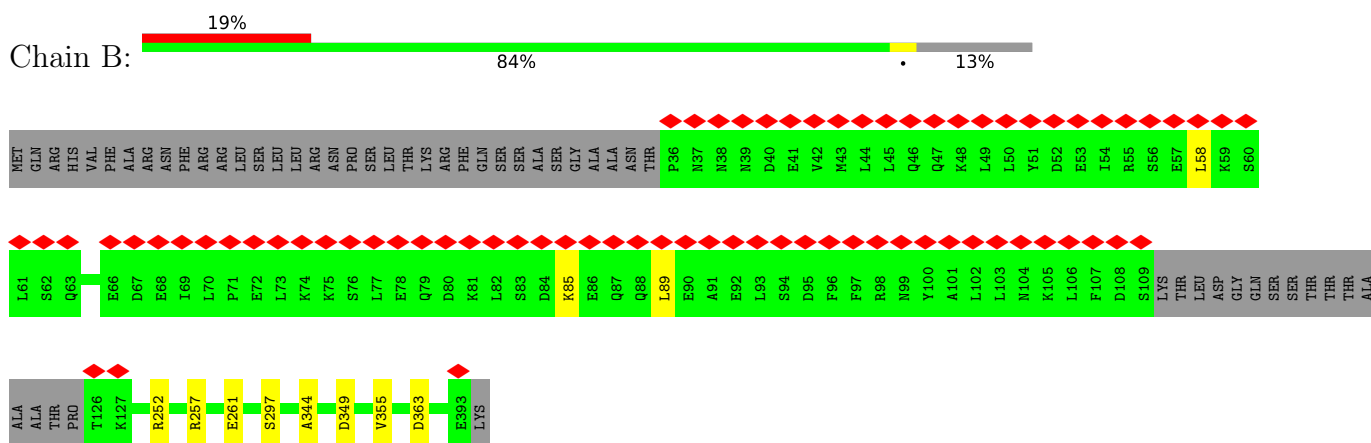 19%
Chain B:
84% • 13%
MET GLN ARG HIS VAL PHE ALA ARG ASN PHE ARG ARG LEU SER LEU LEU ARG ASN PRO SER LEU THR LYS ARG PHE GLN SER SER ALA SER GLY ALA ALA ASN THR P36 N37 N38 N39 D40 E41 V42 M43 L44 L45 Q46 Q47 K48 L49 L50 Y51 D52 E53 I54 R55 S56 E57 L58 K59 S60
L61 S62 Q63 E66 D67 E68 I69 L70 P71 E72 L73 K74 K75 S76 L77 E78 Q79 D80 K81 L82 S83 D84 K85 E86 Q87 Q88 L89 E90 A91 E92 L93 S94 D95 F96 F97 R98 N99 Y100 A101 L102 L103 N104 K105 L106 F107 D108 S109 LYS THR LEU ASP GLY GLN SER SER THR THR THR ALA
ALA ALA THR PRO T126 K127 R252 R257 E261 S297 A344 D349 V355 D363 E393 LYS